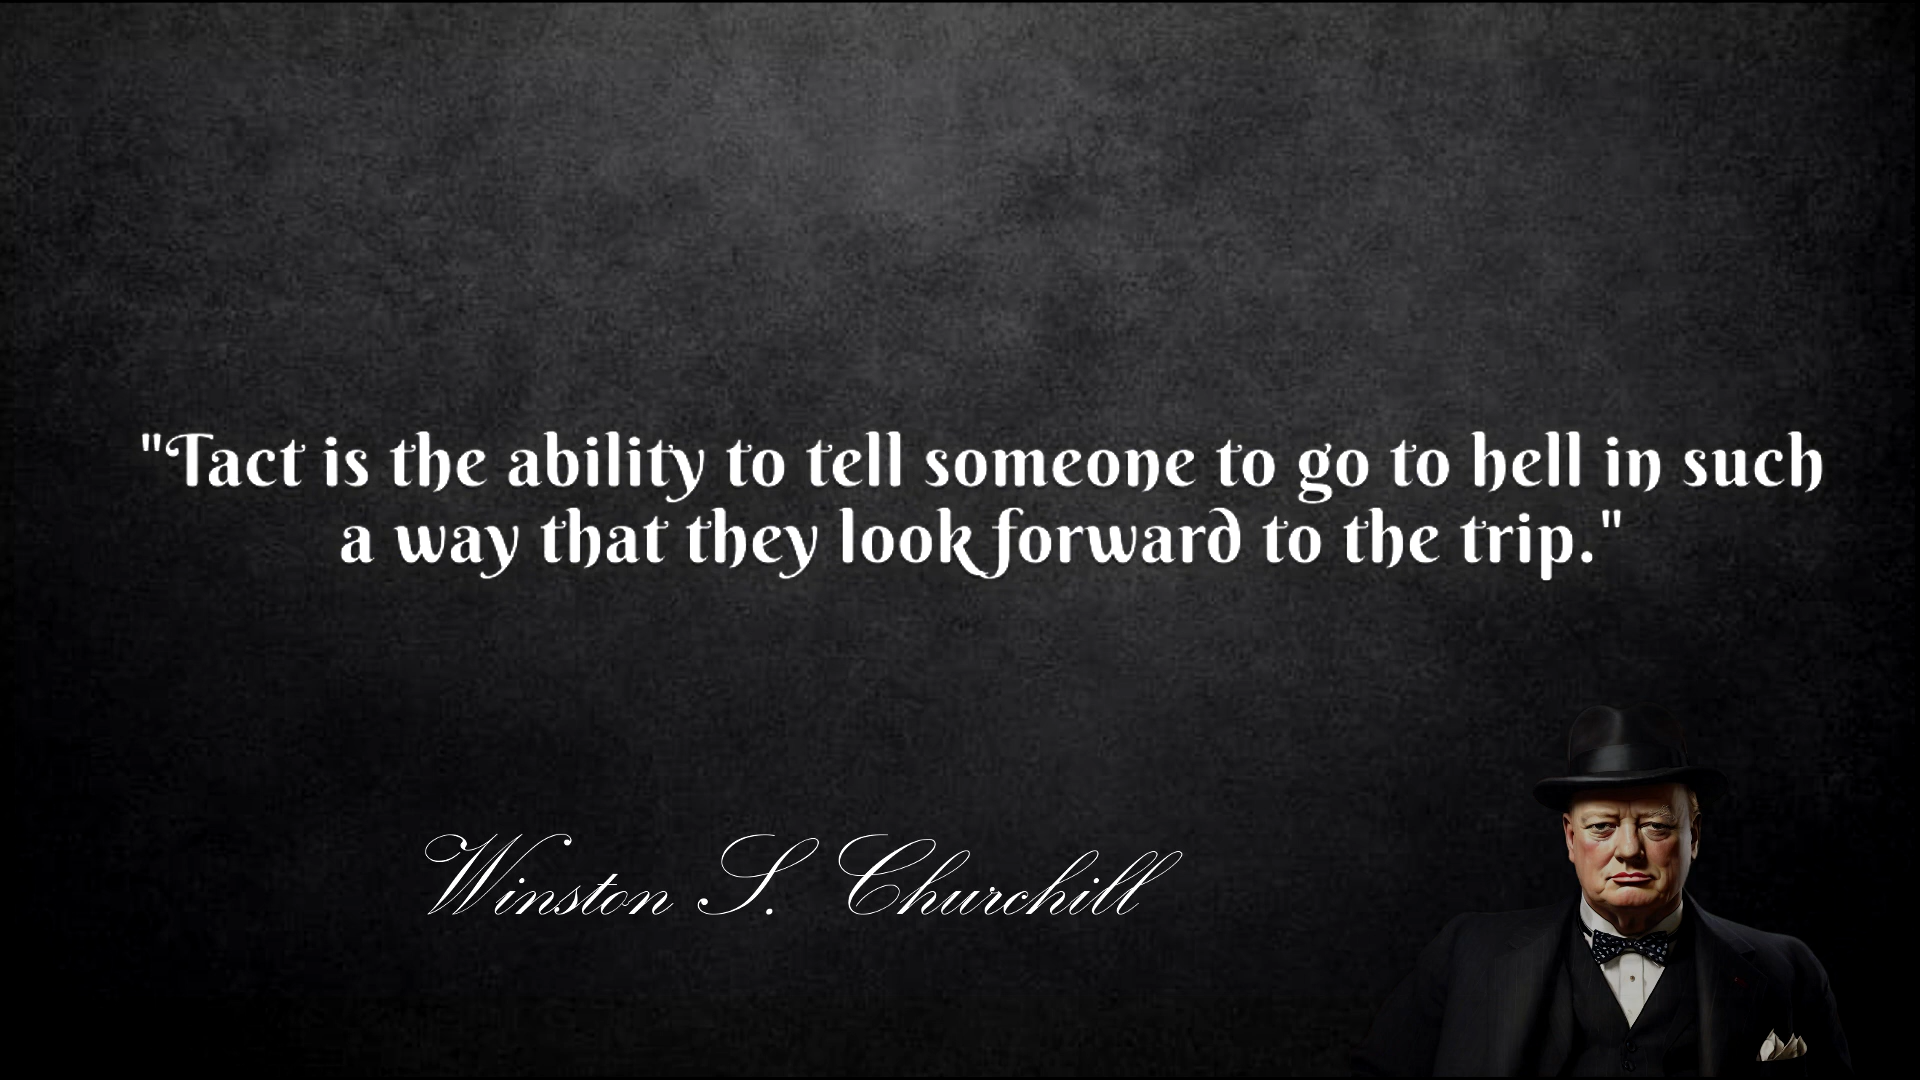 "Tact is the ability to tell someone to go to hell in such
a way that they look forward to the trip."
Winston S. Churchill